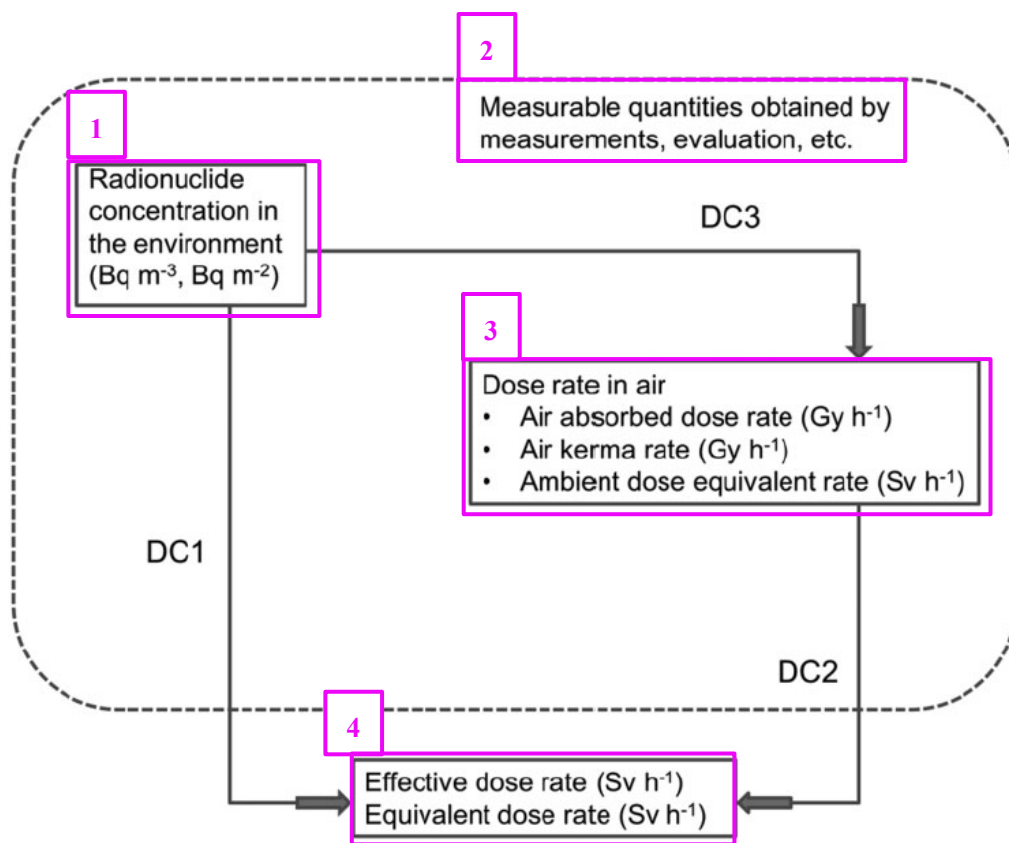 2
Measurable quantities obtained by
measurements, evaluation, etc.
1
Radionuclide
concentration in
the environment
(Bq m⁻³, Bq m⁻²)
DC3
3
Dose rate in air
• Air absorbed dose rate (Gy h⁻¹)
• Air kerma rate (Gy h⁻¹)
• Ambient dose equivalent rate (Sv h⁻¹)
DC1
DC2
4
Effective dose rate (Sv h⁻¹)
Equivalent dose rate (Sv h⁻¹)